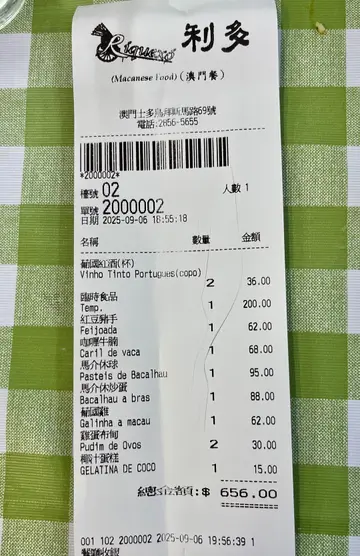 Riquexó 利多
(Macanese Food)(澳門餐)
澳門士多鳥拜斯馬路69號
電話:2856-5655
*2000002*
檯號 02 人數 1
單號 2000002
日期 2025-09-06 18:55:18
名稱 數量 金額
葡國紅酒(杯)
Vinho Tinto Portugues(copo)
2 36.00
臨時食品
Temp. 1 200.00
紅豆豬手
Feijoada 1 62.00
咖喱牛腩
Caril de vaca 1 68.00
馬介休球
Pasteis de Bacalhau 1 95.00
馬介休炒蛋
Bacalhau a bras 1 88.00
葡國雞
Galinha a macau 1 62.00
雞蛋布甸
Pudim de Ovos 2 30.00
椰汁蛋糕
GELATINA DE COCO 1 15.00
總金額:$ 656.00
001 102 2000002 2025-09-06 19:56:39 1